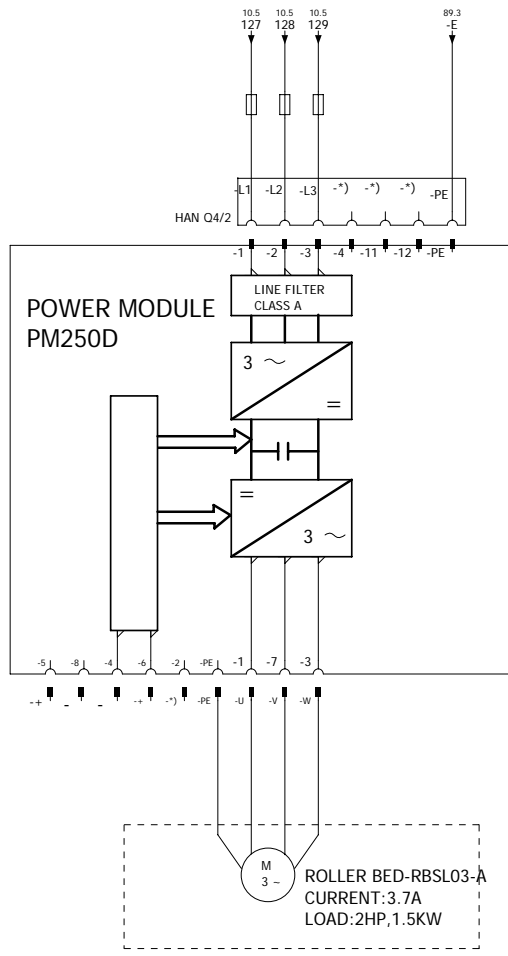 10.5 10.5 10.5 89.3
127 128 129 -E
-L1 -L2 -L3 -*) -*) -*) -PE
HAN Q4/2
-1 -2 -3 -4 -11 -12 -PE
POWER MODULE
PM250D
LINE FILTER
CLASS A
3 ~
=
=
3 ~
-5 -8 -4 -6 -2 -PE -1 -7 -3
-+ - - -+ -*) -PE -U -V -W
M
3 ~
ROLLER BED-RBSL03-A
CURRENT:3.7A
LOAD:2HP,1.5KW